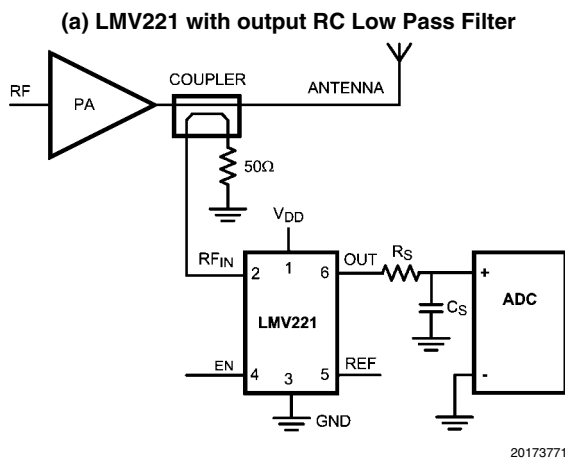 (a) LMV221 with output RC Low Pass Filter
COUPLER
ANTENNA
RF
PA
50Ω
VDD
RFIN
OUT
RS
2
1
6
+
CS
ADC
LMV221
EN
4
3
5
REF
-
GND
20173771